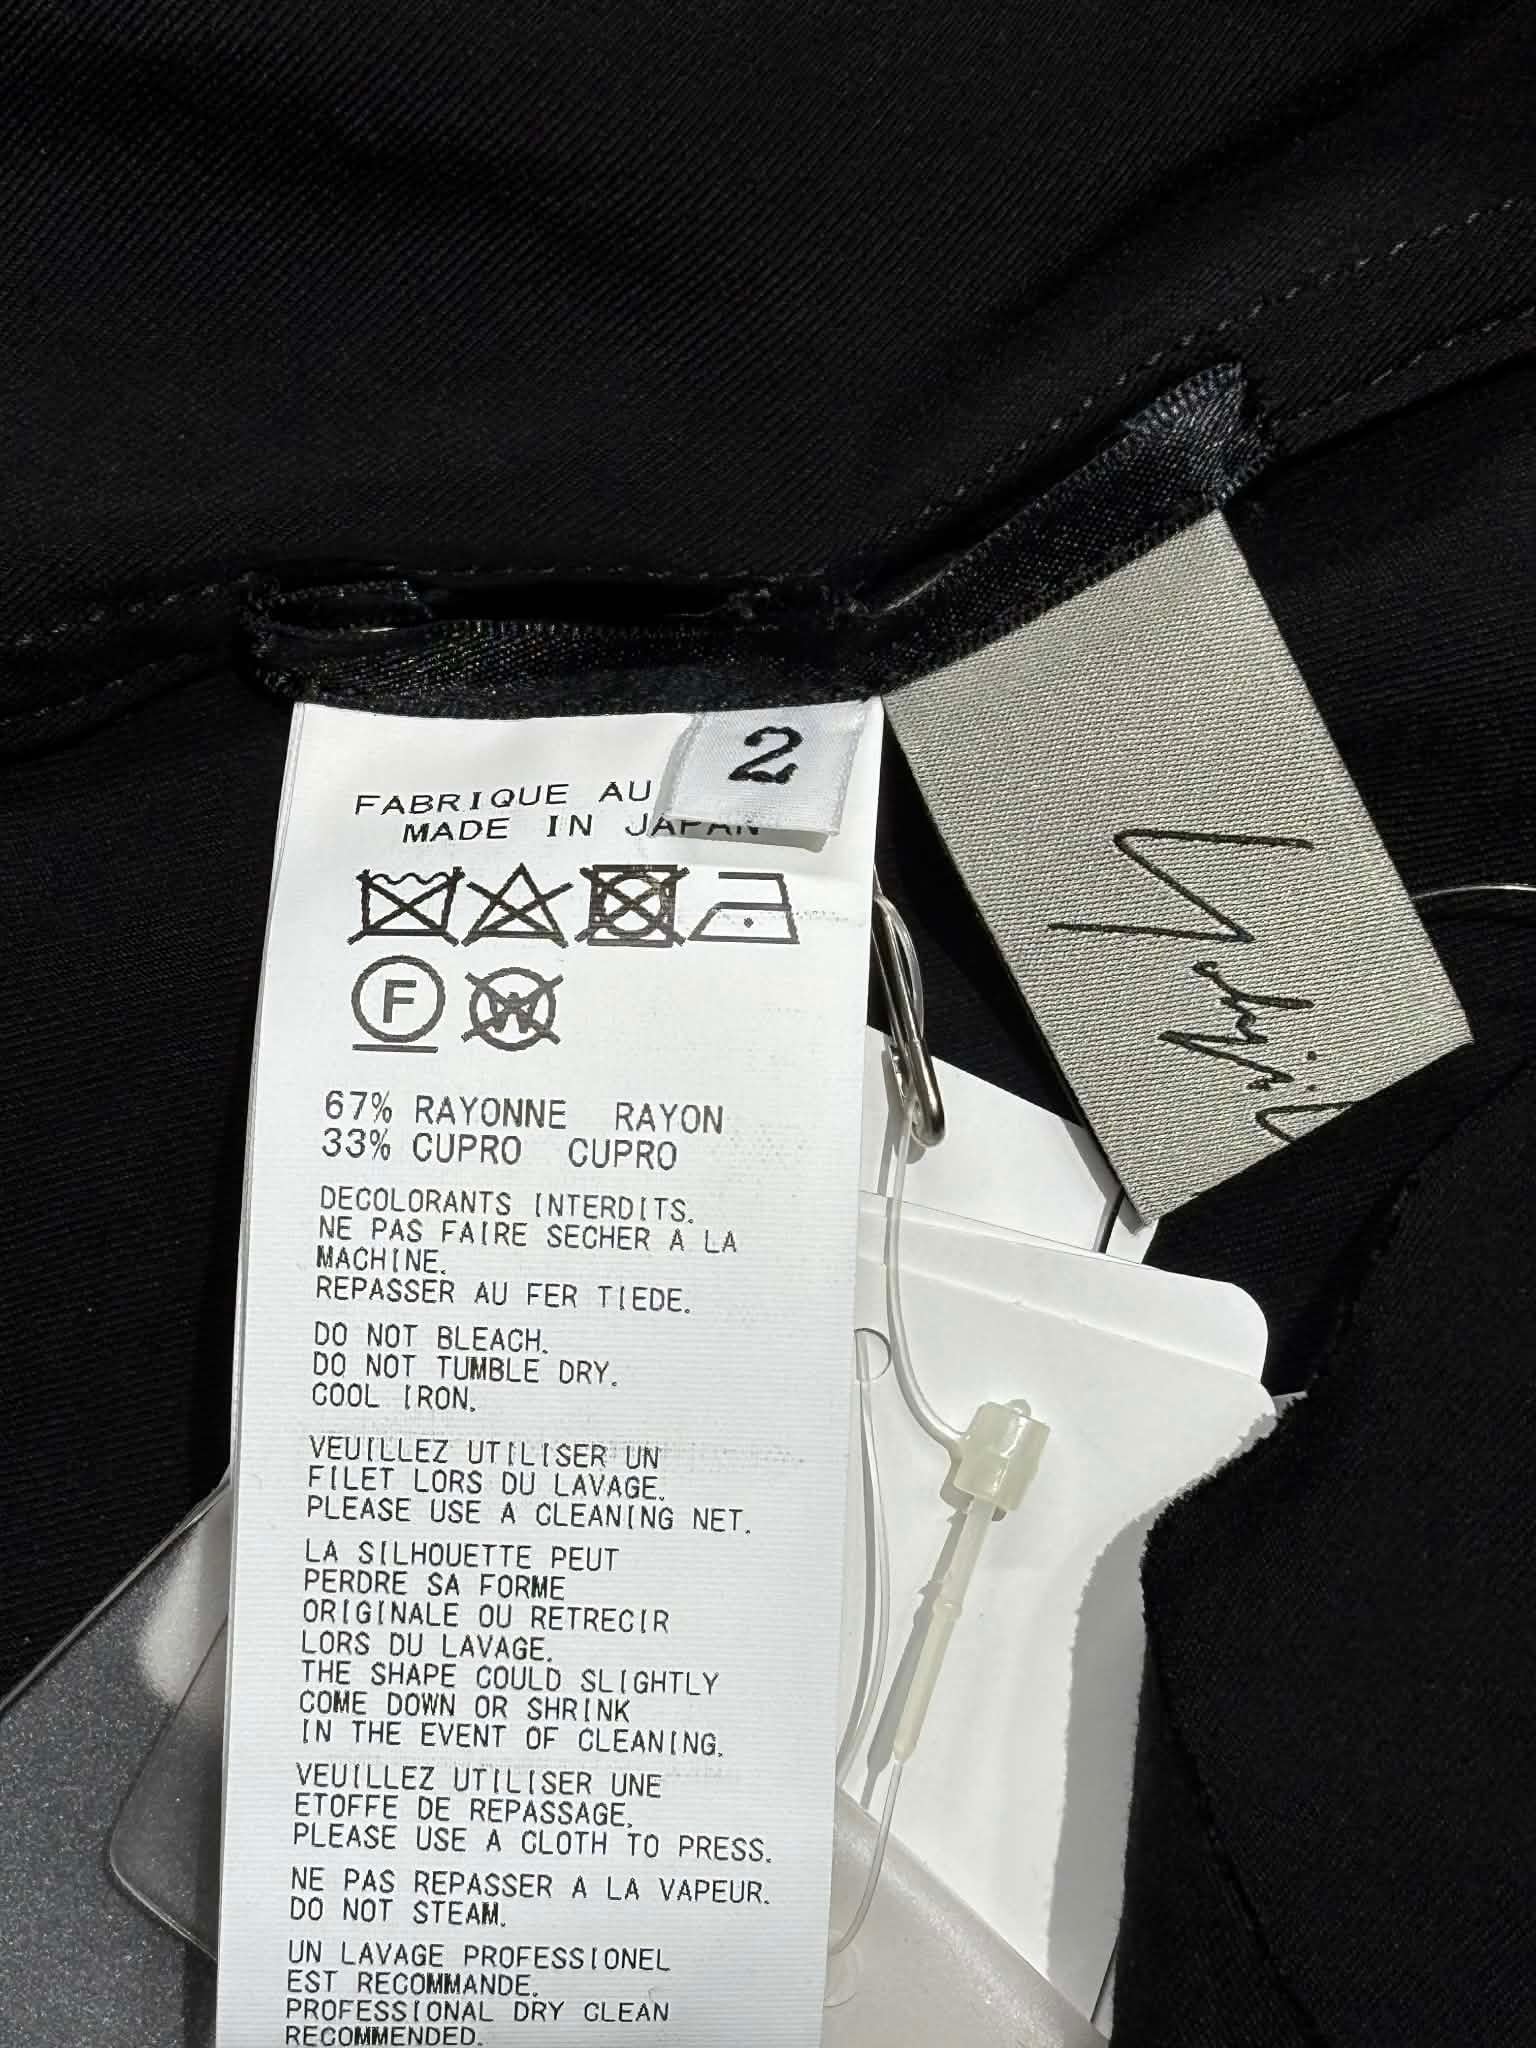 2
FABRIQUE AU
MADE IN JAPAN
F
W
67% RAYONNE RAYON
33% CUPRO CUPRO
DECOLORANTS INTERDITS.
NE PAS FAIRE SECHER A LA
MACHINE.
REPASSER AU FER TIEDE.
DO NOT BLEACH.
DO NOT TUMBLE DRY.
COOL IRON.
VEUILLEZ UTILISER UN
FILET LORS DU LAVAGE.
PLEASE USE A CLEANING NET.
LA SILHOUETTE PEUT
PERDRE SA FORME
ORIGINALE OU RETRECIR
LORS DU LAVAGE.
THE SHAPE COULD SLIGHTLY
COME DOWN OR SHRINK
IN THE EVENT OF CLEANING.
VEUILLEZ UTILISER UNE
ETOFFE DE REPASSAGE.
PLEASE USE A CLOTH TO PRESS.
NE PAS REPASSER A LA VAPEUR.
DO NOT STEAM.
UN LAVAGE PROFESSIONEL
EST RECOMMANDE.
PROFESSIONAL DRY CLEAN
RECOMMENDED.